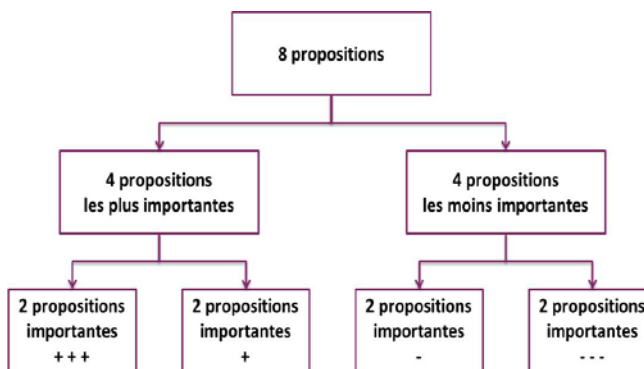 8 propositions
4 propositions
les plus importantes
4 propositions
les moins importantes
2 propositions
importantes
+ + +
2 propositions
importantes
+
2 propositions
importantes
-
2 propositions
importantes
- - -